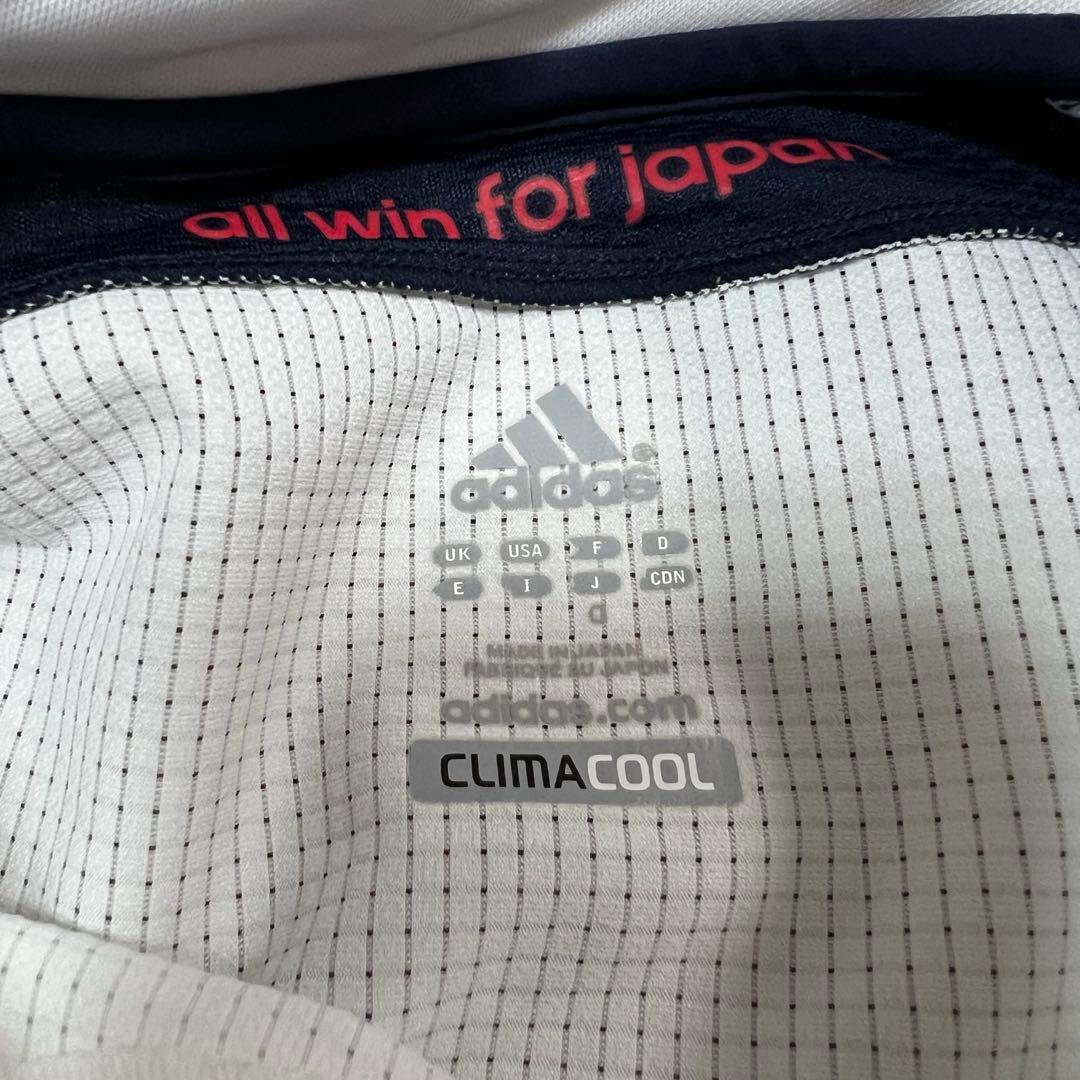 all win for japan
adidas®
UK USA F D
E I J CDN
d
MADE IN JAPAN
FABRIQUÉ AU JAPON
adidas.com
CLIMACOOL